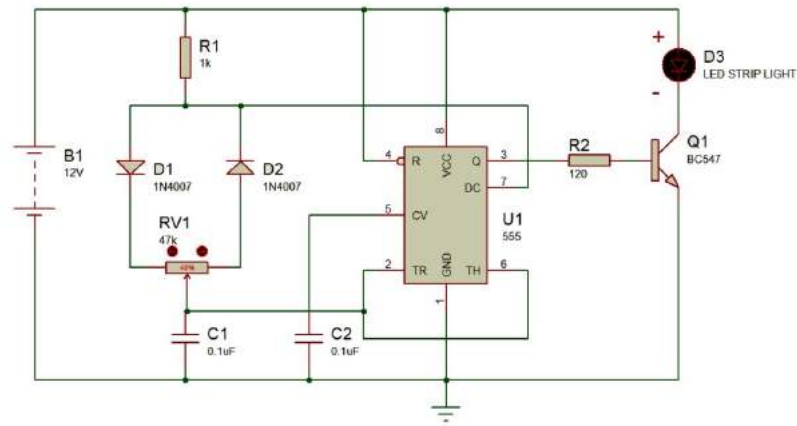 R1
1k
+
D3
LED STRIP LIGHT
-
B1
12V
D1
1N4007
D2
1N4007
RV1
47k
4
R
8
VCC
Q
3
DC
7
5
CV
U1
555
2
TR
GND
1
TH
6
R2
120
Q1
BC547
C1
0.1uF
C2
0.1uF